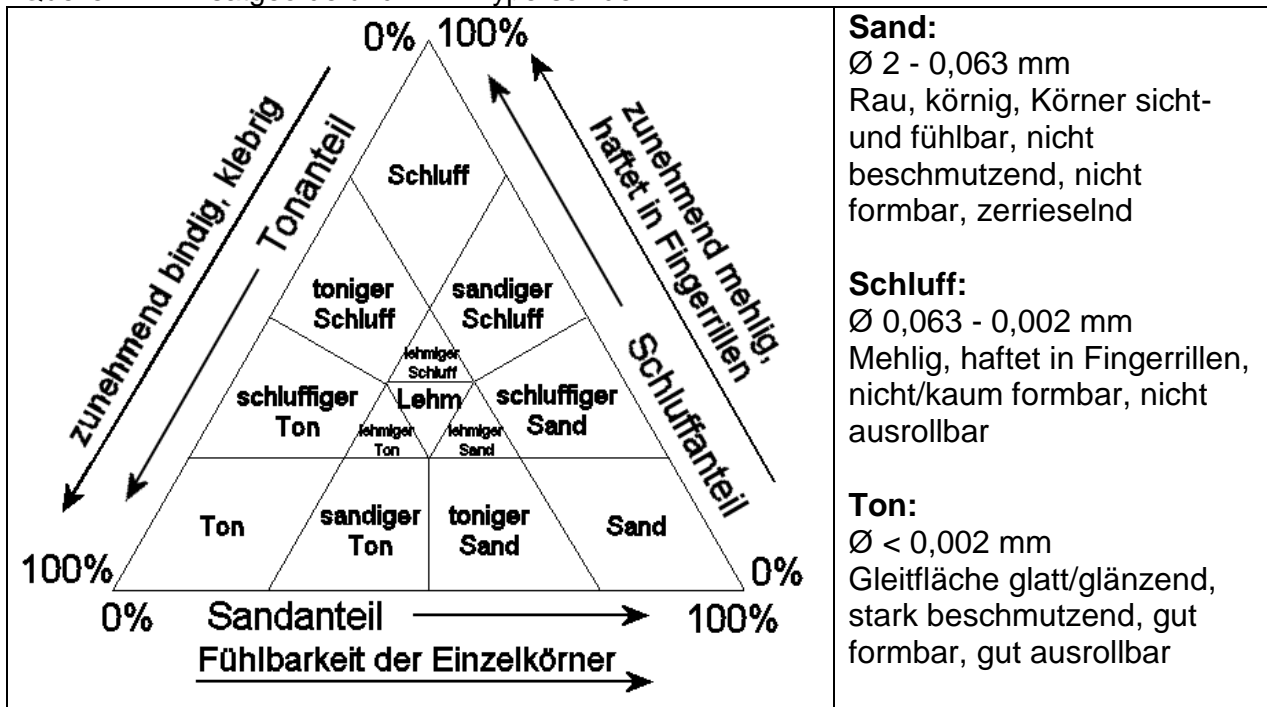 0% 100%
zunehmend bindig, klebrig
Tonanteil
zunehmend mehlig,
haftet in Fingerrillen
Schluffanteil
Schluff
toniger
Schluff
sandiger
Schluff
lehmiger
Schluff
schluffiger
Ton
Lehm
schluffiger
Sand
lehmiger
Ton
lehmiger
Sand
Ton
sandiger
Ton
toniger
Sand
Sand
100%
0%
0%
Sandanteil
100%
Fühlbarkeit der Einzelkörner
Sand:
Ø 2 - 0,063 mm
Rau, körnig, Körner sicht-
und fühlbar, nicht
beschmutzend, nicht
formbar, zerrieselnd
Schluff:
Ø 0,063 - 0,002 mm
Mehlig, haftet in Fingerrillen,
nicht/kaum formbar, nicht
ausrollbar
Ton:
Ø < 0,002 mm
Gleitfläche glatt/glänzend,
stark beschmutzend, gut
formbar, gut ausrollbar